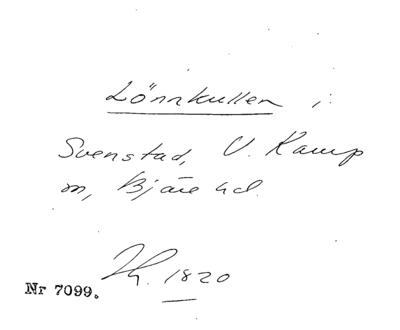 Lönnkullen i
Svenstad, V. Karup
sn, Bjäre hd.
1820
Nr 7099.